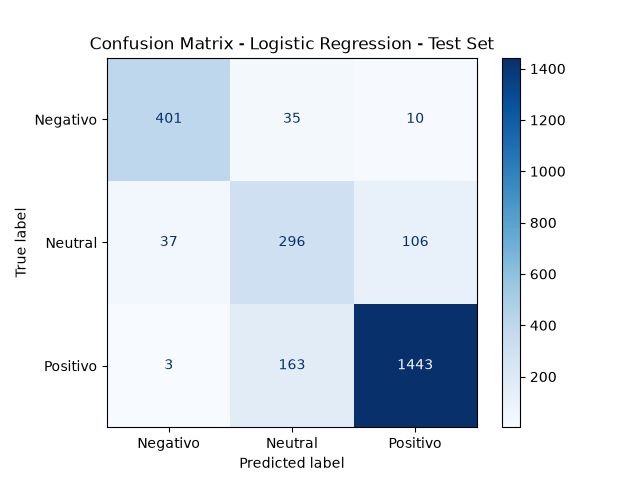 Confusion Matrix - Logistic Regression - Test Set
True label
Negativo
Neutral
Positivo
401 35 10
37 296 106
3 163 1443
Negativo Neutral Positivo
Predicted label
1400
1200
1000
800
600
400
200